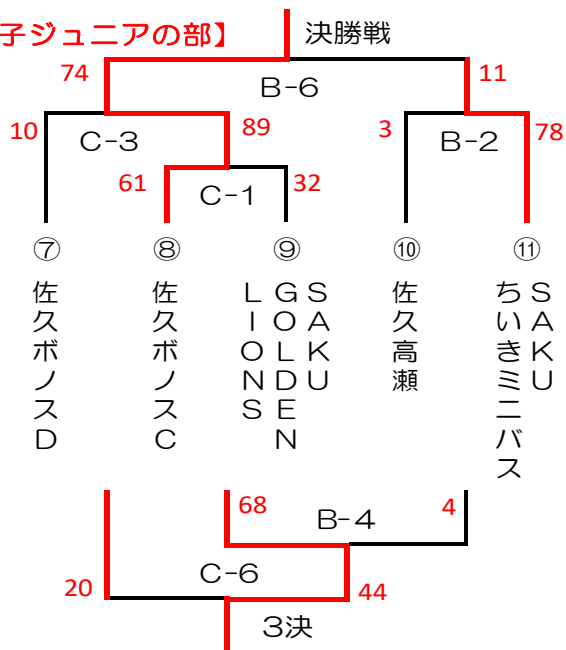 子ジュニアの部】
決勝戦
74
B-6
11
10
C-3
89
3
B-2
78
61
C-1
32
⑦
⑧
⑨
⑩
⑪
佐久ボノスD
佐久ボノスC
SAKU
GOLDEN
LIONS
佐久高瀬
SAKU
ちいきミニバス
68
B-4
4
20
C-6
44
3決